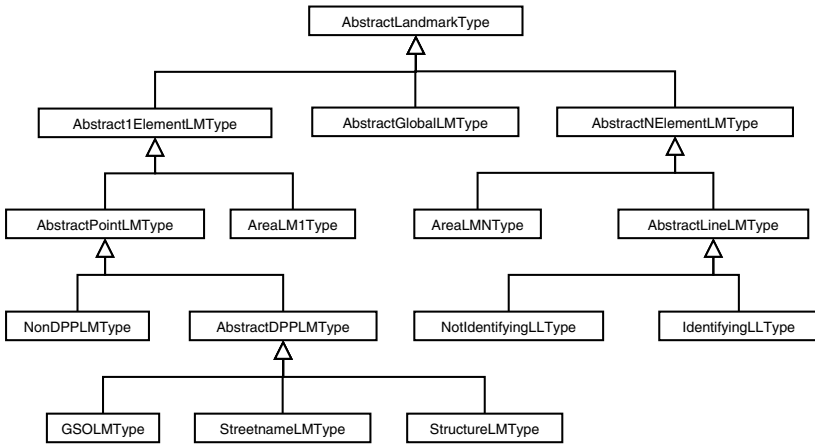 AbstractLandmarkType
Abstract1ElementLMType
AbstractGlobalLMType
AbstractNElementLMType
AbstractPointLMType
AreaLM1Type
AreaLMNType
AbstractLineLMType
NonDPPLMType
AbstractDPPLMType
NotIdentifyingLLType
IdentifyingLLType
GSOLMType
StreetnameLMType
StructureLMType